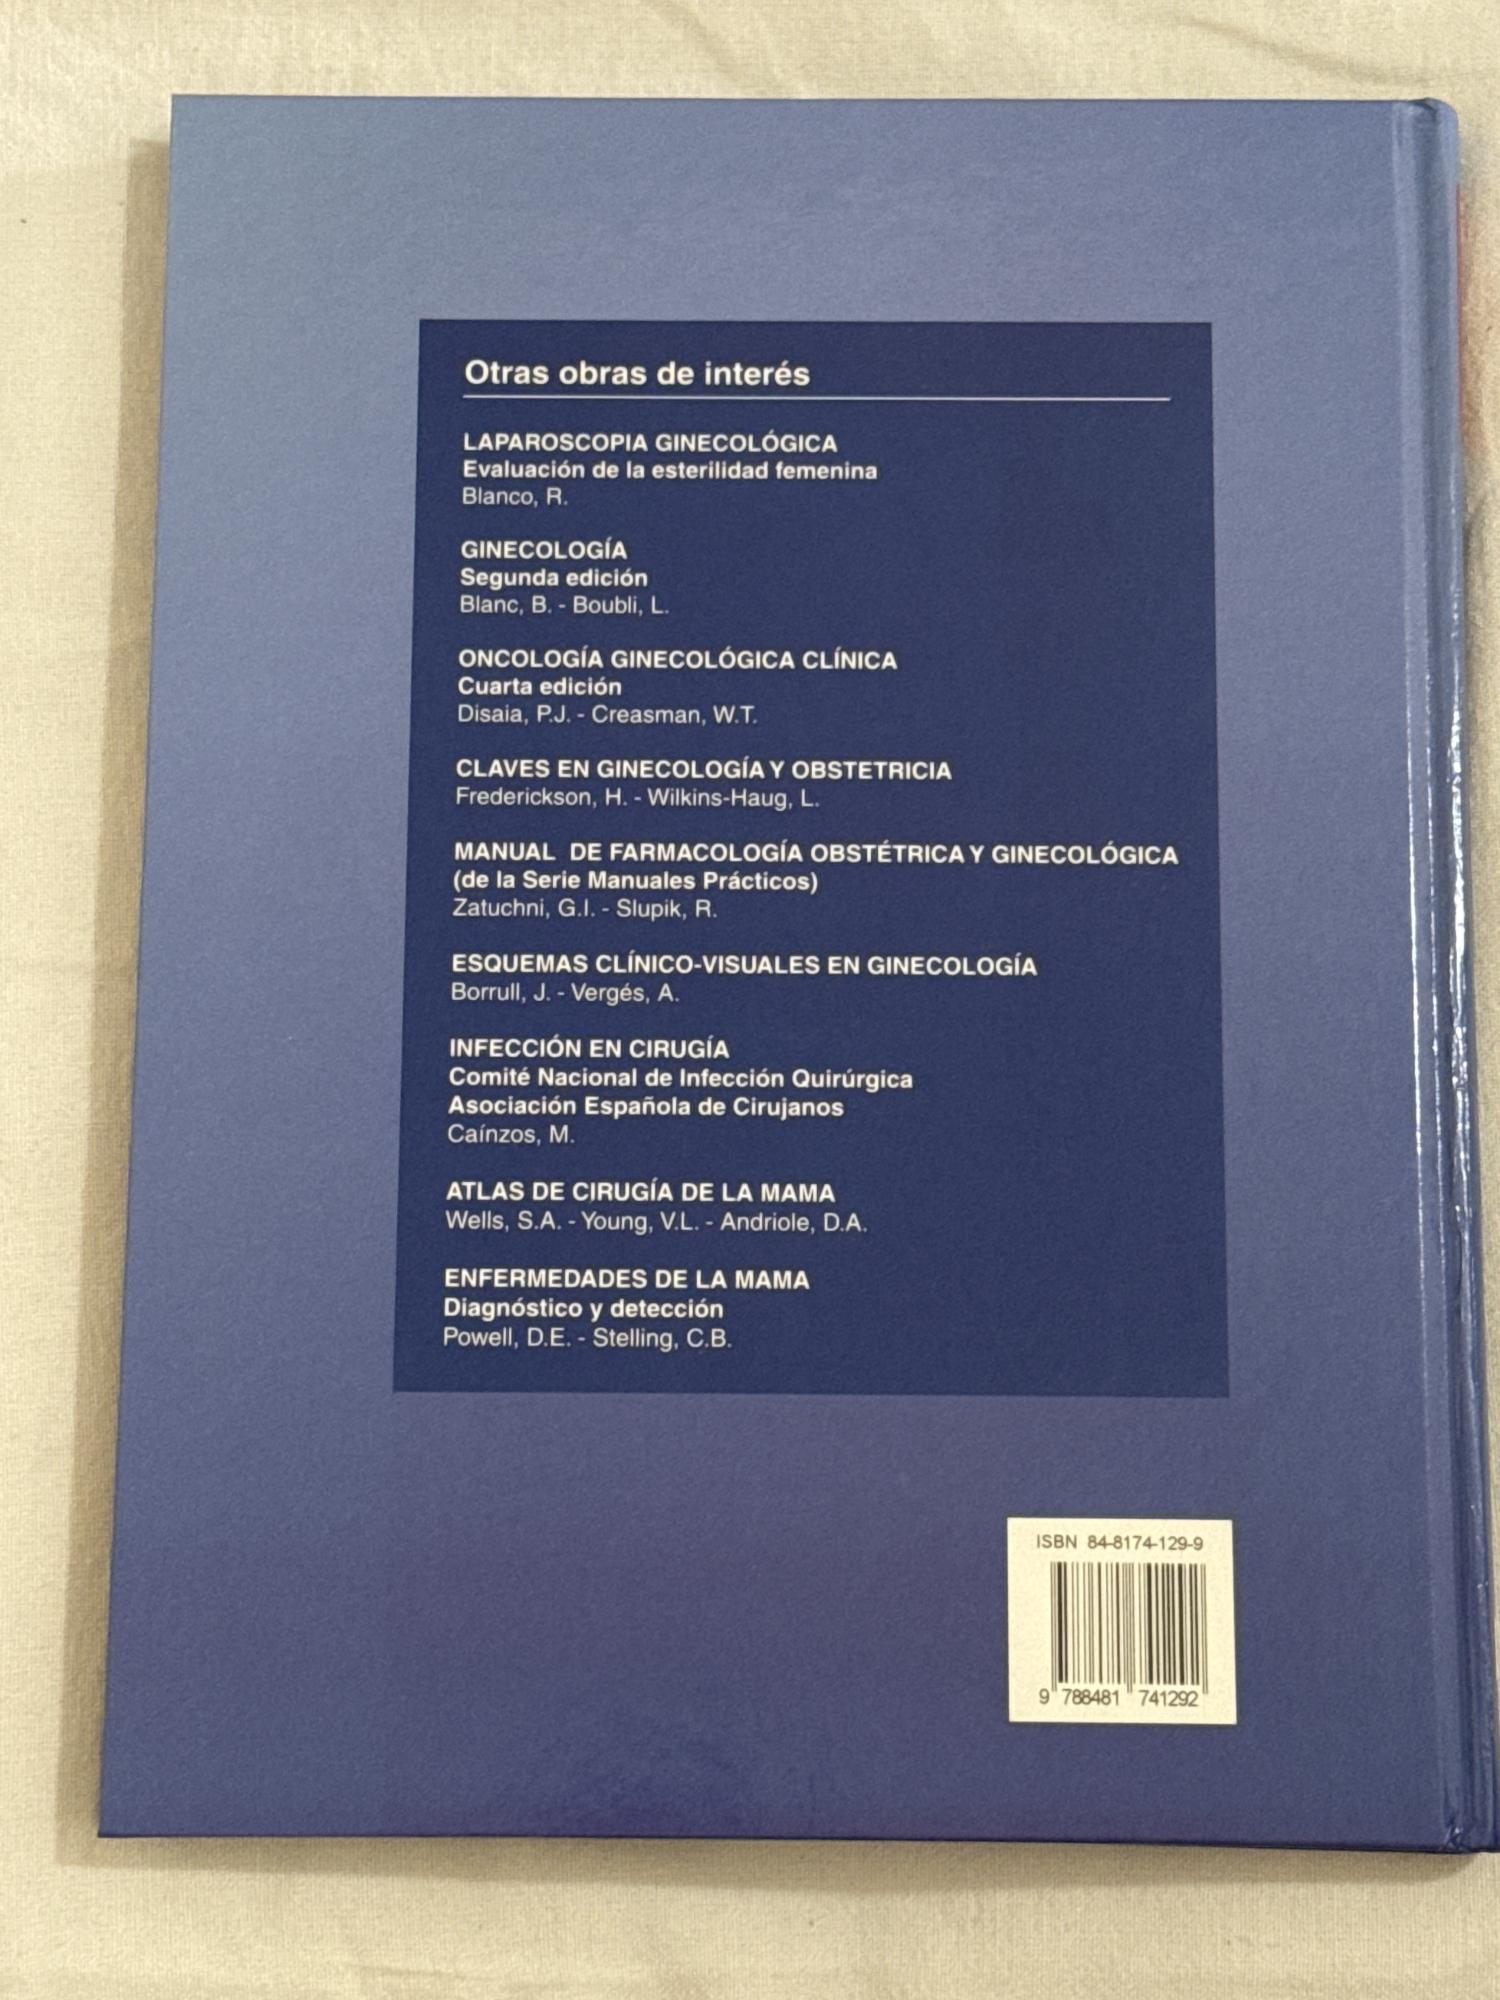 Otras obras de interés
LAPAROSCOPIA GINECOLÓGICA
Evaluación de la esterilidad femenina
Blanco, R.
GINECOLOGÍA
Segunda edición
Blanc, B. - Boubli, L.
ONCOLOGÍA GINECOLÓGICA CLÍNICA
Cuarta edición
Disaia, P.J. - Creasman, W.T.
CLAVES EN GINECOLOGÍA Y OBSTETRICIA
Frederickson, H. - Wilkins-Haug, L.
MANUAL DE FARMACOLOGÍA OBSTÉTRICA Y GINECOLÓGICA
(de la Serie Manuales Prácticos)
Zatuchni, G.I. - Slupik, R.
ESQUEMAS CLÍNICO-VISUALES EN GINECOLOGÍA
Borrull, J. - Vergés, A.
INFECCIÓN EN CIRUGÍA
Comité Nacional de Infección Quirúrgica
Asociación Española de Cirujanos
Caínzos, M.
ATLAS DE CIRUGÍA DE LA MAMA
Wells, S.A. - Young, V.L. - Andriole, D.A.
ENFERMEDADES DE LA MAMA
Diagnóstico y detección
Powell, D.E. - Stelling, C.B.
ISBN 84-8174-129-9
9 788481 741292